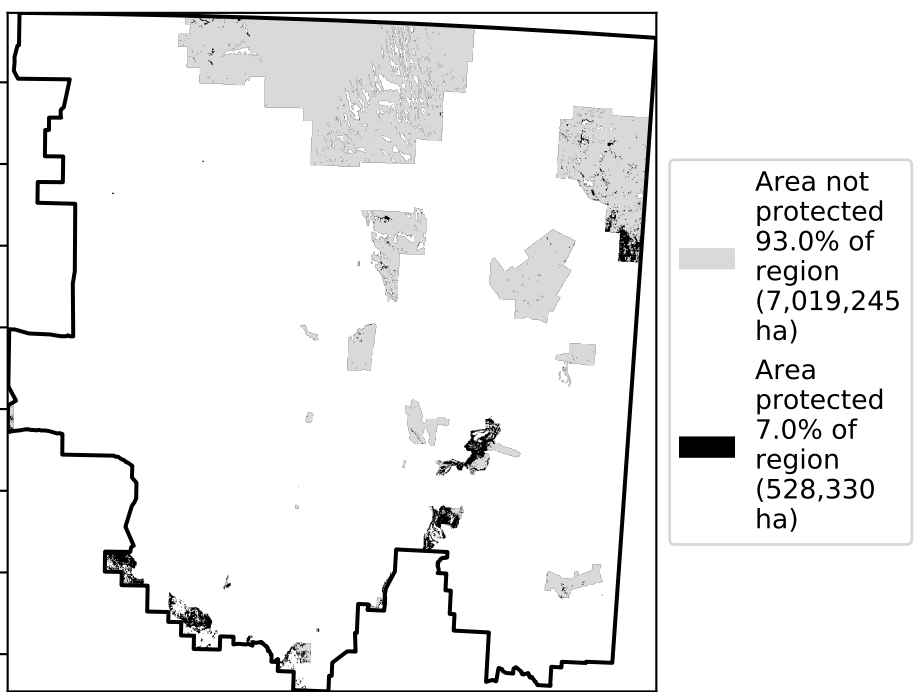 Area not
protected
93.0% of
region
(7,019,245
ha)
Area
protected
7.0% of
region
(528,330
ha)